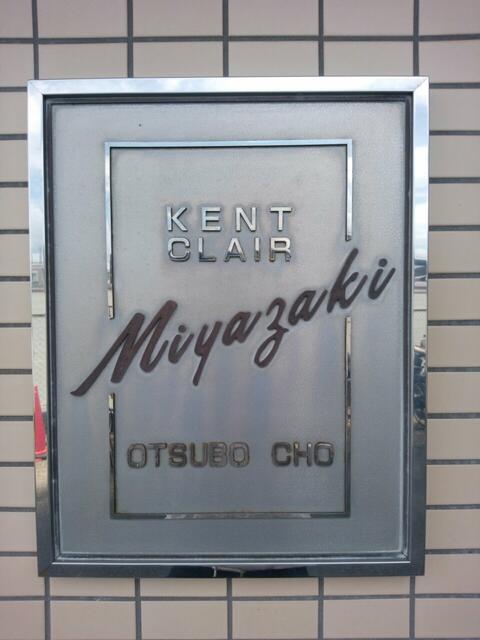 KENT
CLAIR
Miyazaki
OTSUBO CHO